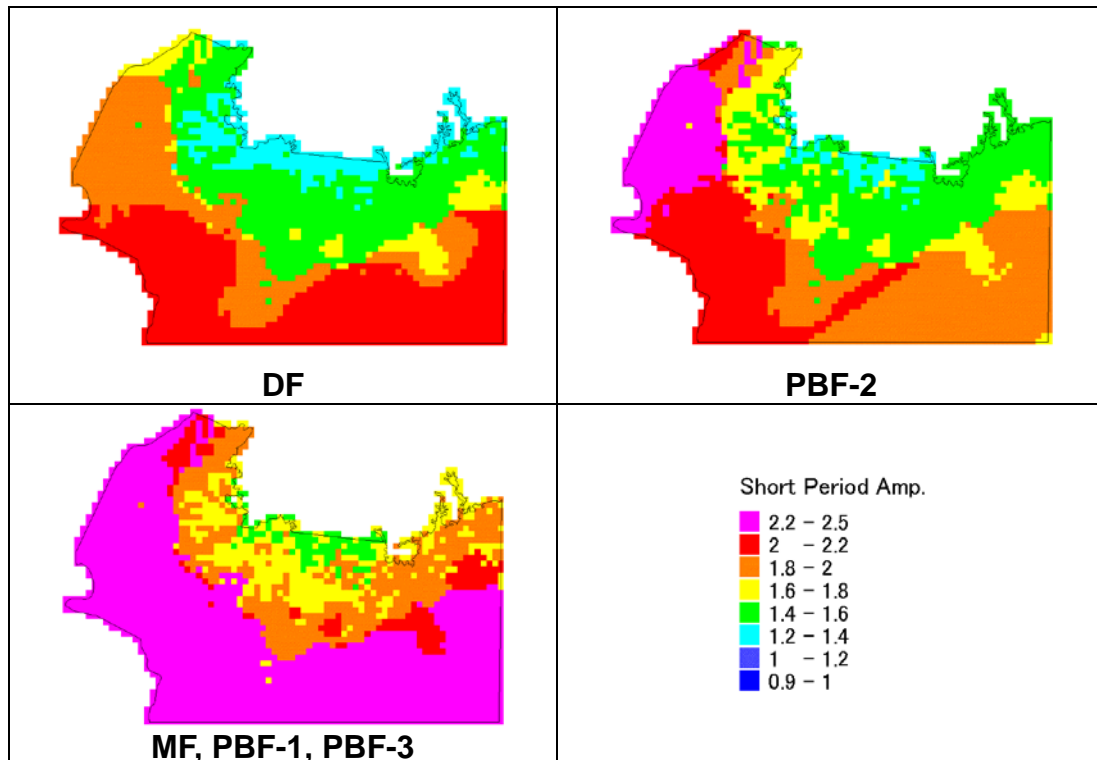 DF
PBF-2
MF, PBF-1, PBF-3
Short Period Amp.
2.2 - 2.5
2 - 2.2
1.8 - 2
1.6 - 1.8
1.4 - 1.6
1.2 - 1.4
1 - 1.2
0.9 - 1